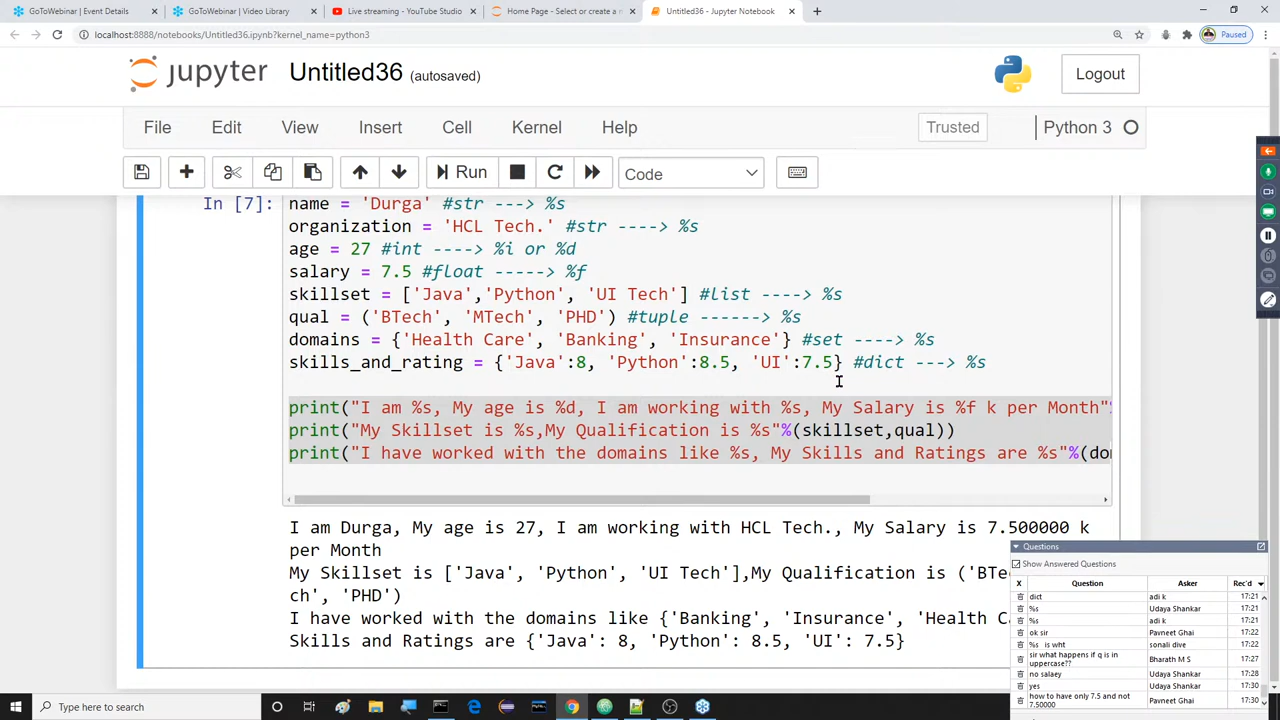 GoToWebinar | Event Details
GoToWebinar | Video Library
Live streaming - YouTube Studio
Home Page - Select or create a n
Untitled36 - Jupyter Notebook
localhost:8888/notebooks/Untitled36.ipynb?kernel_name=python3
Paused
jupyter Untitled36 (autosaved)
Logout
File Edit View Insert Cell Kernel Help
Trusted
Python 3
Run
Code
In [7]:
name = 'Durga' #str ---> %s
organization = 'HCL Tech.' #str ----> %s
age = 27 #int ----> %i or %d
salary = 7.5 #float -----> %f
skillset = ['Java','Python', 'UI Tech'] #list ----> %s
qual = ('BTech', 'MTech', 'PHD') #tuple ------> %s
domains = {'Health Care', 'Banking', 'Insurance'} #set ----> %s
skills_and_rating = {'Java':8, 'Python':8.5, 'UI':7.5} #dict ---> %s
print("I am %s, My age is %d, I am working with %s, My Salary is %f k per Month"%
print("My Skillset is %s,My Qualification is %s"%(skillset,qual))
print("I have worked with the domains like %s, My Skills and Ratings are %s"%(do
I am Durga, My age is 27, I am working with HCL Tech., My Salary is 7.500000 k
per Month
My Skillset is ['Java', 'Python', 'UI Tech'],My Qualification is ('BTe
ch', 'PHD')
I have worked with the domains like {'Banking', 'Insurance', 'Health C
Skills and Ratings are {'Java': 8, 'Python': 8.5, 'UI': 7.5}
Questions
Show Answered Questions
X Question Asker Rec'd
dict adi k 17:21
%s Udaya Shankar 17:21
%s adi k 17:21
ok sir Pavneet Ghai 17:22
%s is wht sonali dive 17:22
sir what happens if q is in
uppercase?? Bharath M S 17:27
no salaey Udaya Shankar 17:28
yes Udaya Shankar 17:30
how to have only 7.5 and not
7.50000 Pavneet Ghai 17:30
Type here to search